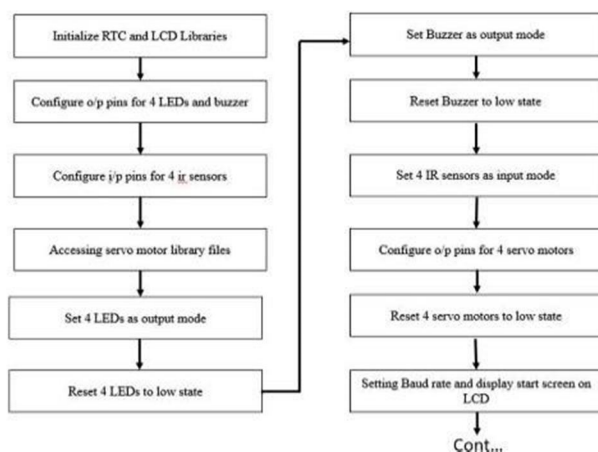 Initialize RTC and LCD Libraries
Configure o/p pins for 4 LEDs and buzzer
Configure i/p pins for 4 ir sensors
Accessing servo motor library files
Set 4 LEDs as output mode
Reset 4 LEDs to low state
Set Buzzer as output mode
Reset Buzzer to low state
Set 4 IR sensors as input mode
Configure o/p pins for 4 servo motors
Reset 4 servo motors to low state
Setting Baud rate and display start screen on
LCD
Cont...